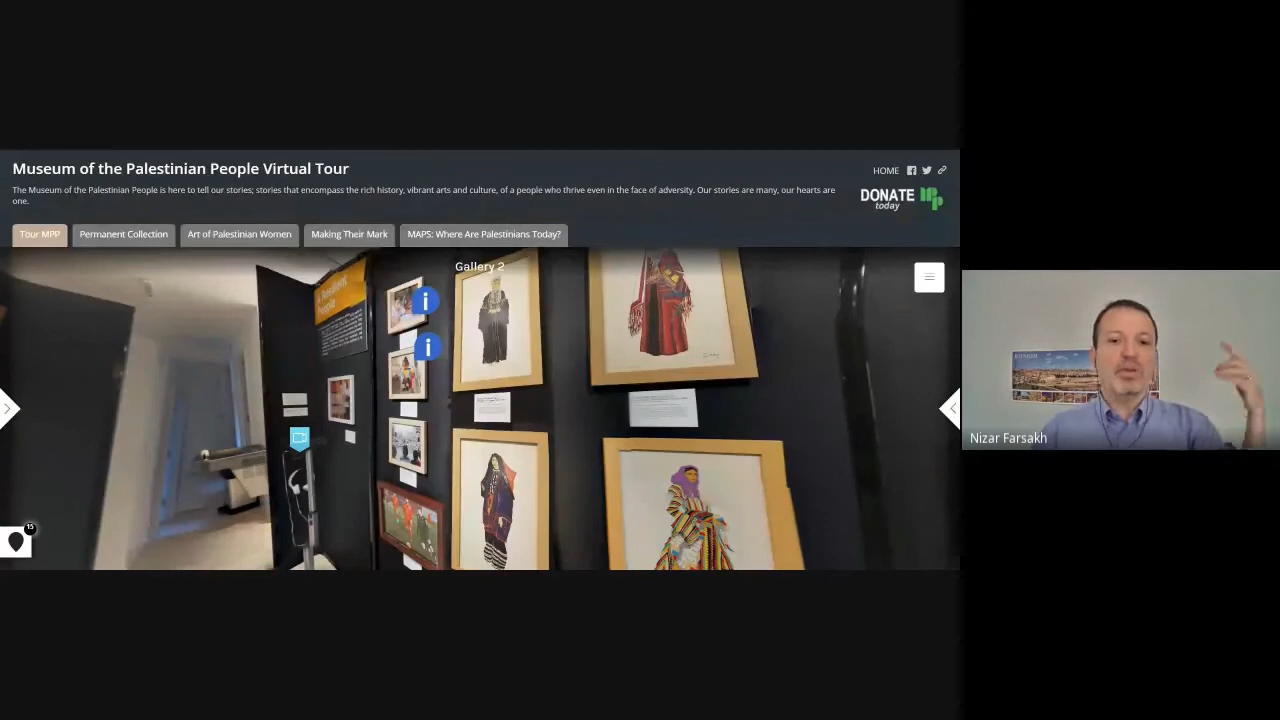 Museum of the Palestinian People Virtual Tour
HOME
The Museum of the Palestinian People is here to tell our stories; stories that encompass the rich history, vibrant arts and culture, of a people who thrive even in the face of adversity. Our stories are many, our hearts are
one.
DONATE
today
Tour MPP
Permanent Collection
Art of Palestinian Women
Making Their Mark
MAPS: Where Are Palestinians Today?
Gallery 2
A Resilient
People
i
i
15
Nizar Farsakh